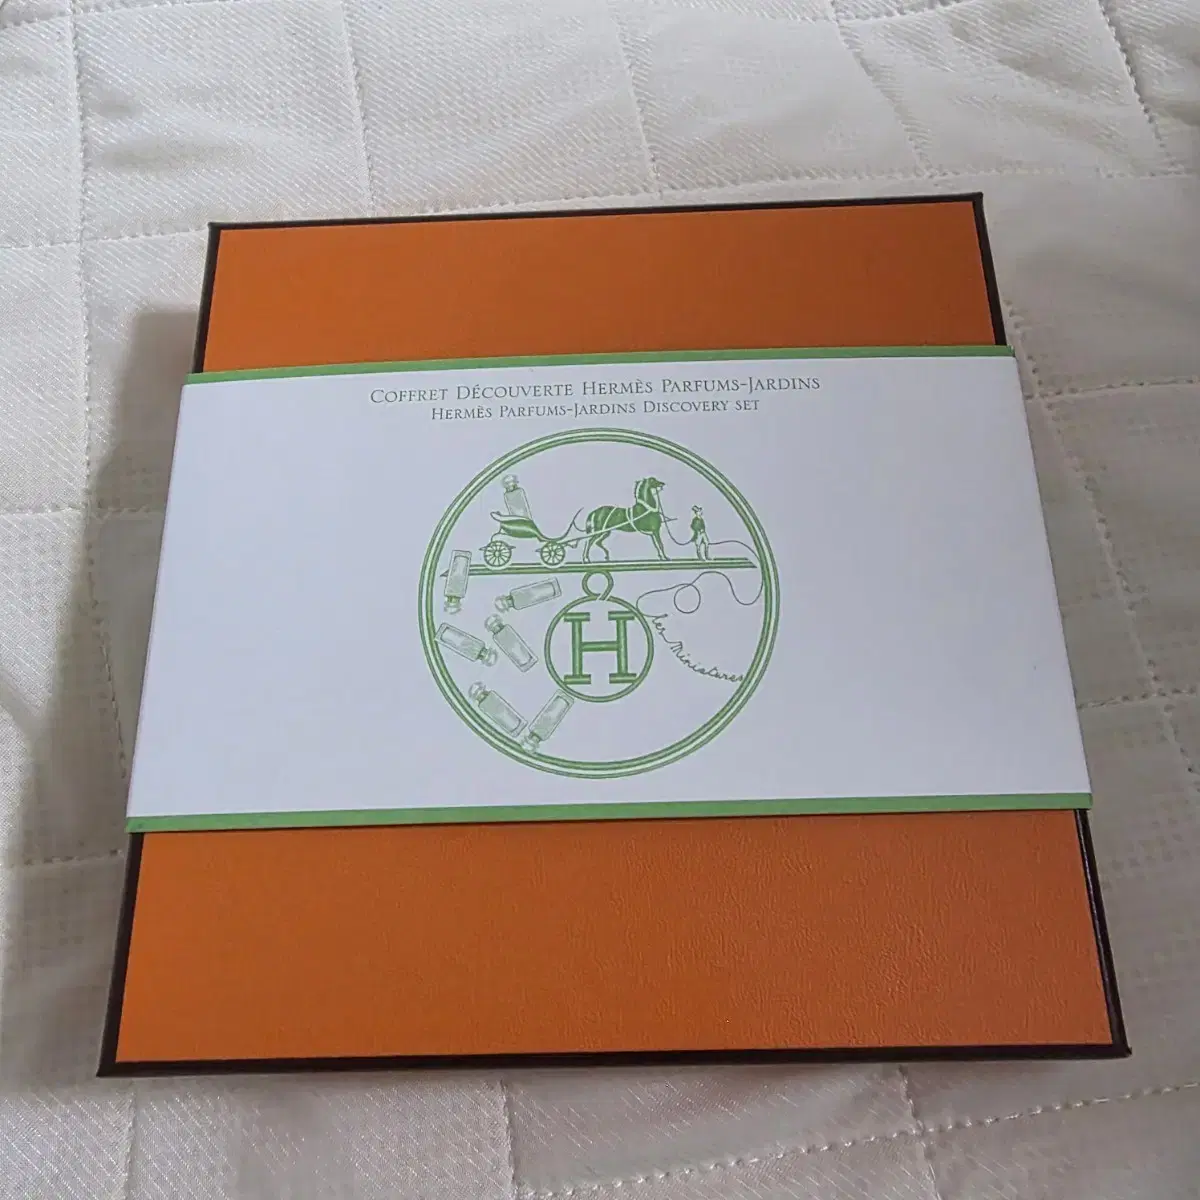 Coffret Découverte Hermès Parfums-Jardins
Hermès Parfums-Jardins Discovery set
H
Les Miniatures